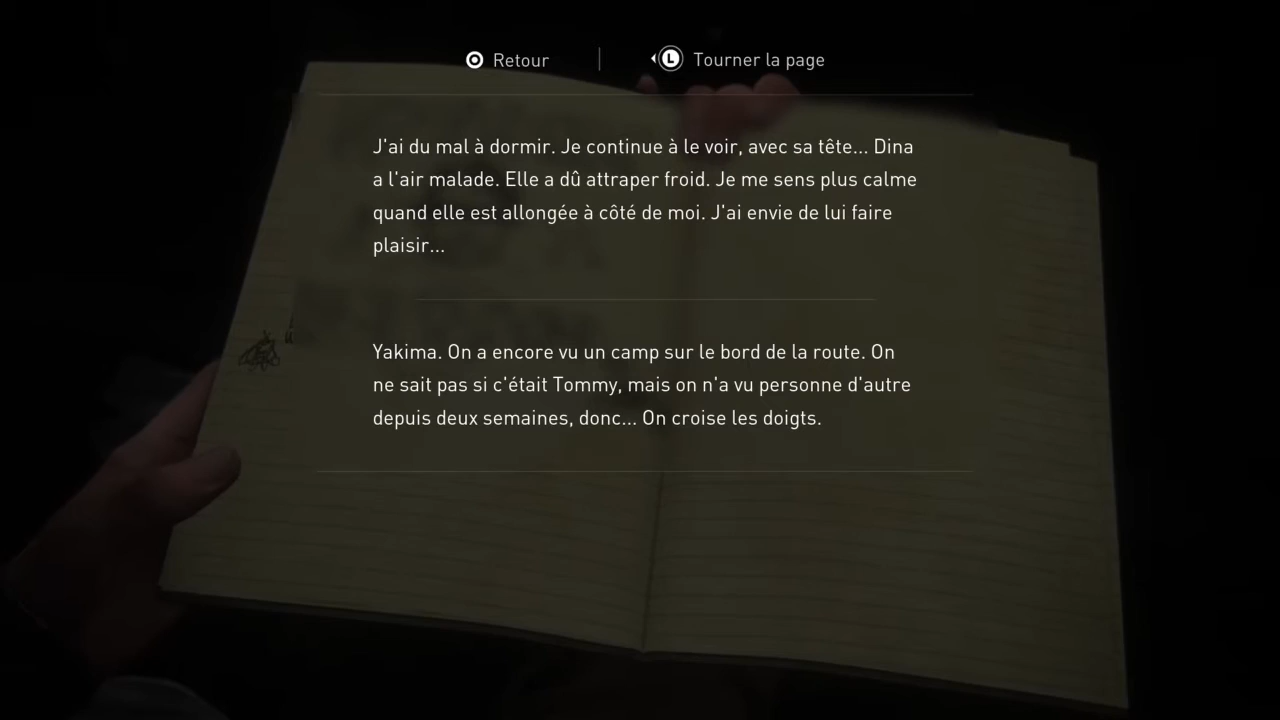 Retour
L Tourner la page
J'ai du mal à dormir. Je continue à le voir, avec sa tête... Dina
a l'air malade. Elle a dû attraper froid. Je me sens plus calme
quand elle est allongée à côté de moi. J'ai envie de lui faire
plaisir...
Yakima. On a encore vu un camp sur le bord de la route. On
ne sait pas si c'était Tommy, mais on n'a vu personne d'autre
depuis deux semaines, donc... On croise les doigts.